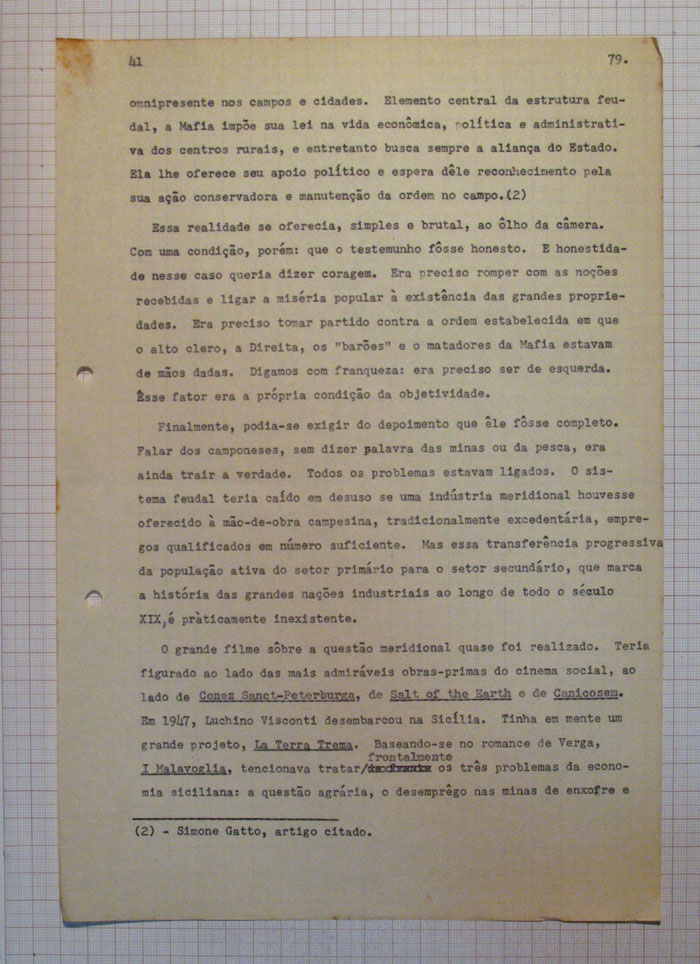 41 79.
omnipresente nos campos e cidades. Elemento central da estrutura feu-
dal, a Mafia impõe sua lei na vida econômica, política e administrati-
va dos centros rurais, e entretanto busca sempre a aliança do Estado.
Ela lhe oferece seu apoio político e espera dêle reconhecimento pela
sua ação conservadora e manutenção da ordem no campo.(2)
Essa realidade se oferecia, simples e brutal, ao ôlho da câmera.
Com uma condição, porém: que o testemunho fôsse honesto. E honestida-
de nesse caso queria dizer coragem. Era preciso romper com as noções
recebidas e ligar a miséria popular à existência das grandes proprie-
dades. Era preciso tomar partido contra a ordem estabelecida em que
o alto clero, a Direita, os "barões" e o matadores da Mafia estavam
de mãos dadas. Digamos com franqueza: era preciso ser de esquerda.
Êsse fator era a própria condição da objetividade.
Finalmente, podia-se exigir do depoimento que êle fôsse completo.
Falar dos camponeses, sem dizer palavra das minas ou da pesca, era
ainda trair a verdade. Todos os problemas estavam ligados. O sis-
tema feudal teria caído em desuso se uma indústria meridional houvesse
oferecido à mão-de-obra campesina, tradicionalmente excedentária, empre-
gos qualificados em número suficiente. Mas essa transferência progressiva
da população ativa do setor primário para o setor secundário, que marca
a história das grandes nações industriais ao longo de todo o século
XIX, é pràticamente inexistente.
O grande filme sôbre a questão meridional quase foi realizado. Teria
figurado ao lado das mais admiráveis obras-primas do cinema social, ao
lado de Conez Sanct-Peterburga, de Salt of the Earth e de Canicosem.
Em 1947, Luchino Visconti desembarcou na Sicília. Tinha em mente um
grande projeto, La Terra Trema. Baseando-se no romance de Verga,
frontalmente
I Malavoglia, tencionava tratar/ os três problemas da econo-
mia siciliana: a questão agrária, o desemprêgo nas minas de enxofre e
(2) - Simone Gatto, artigo citado.